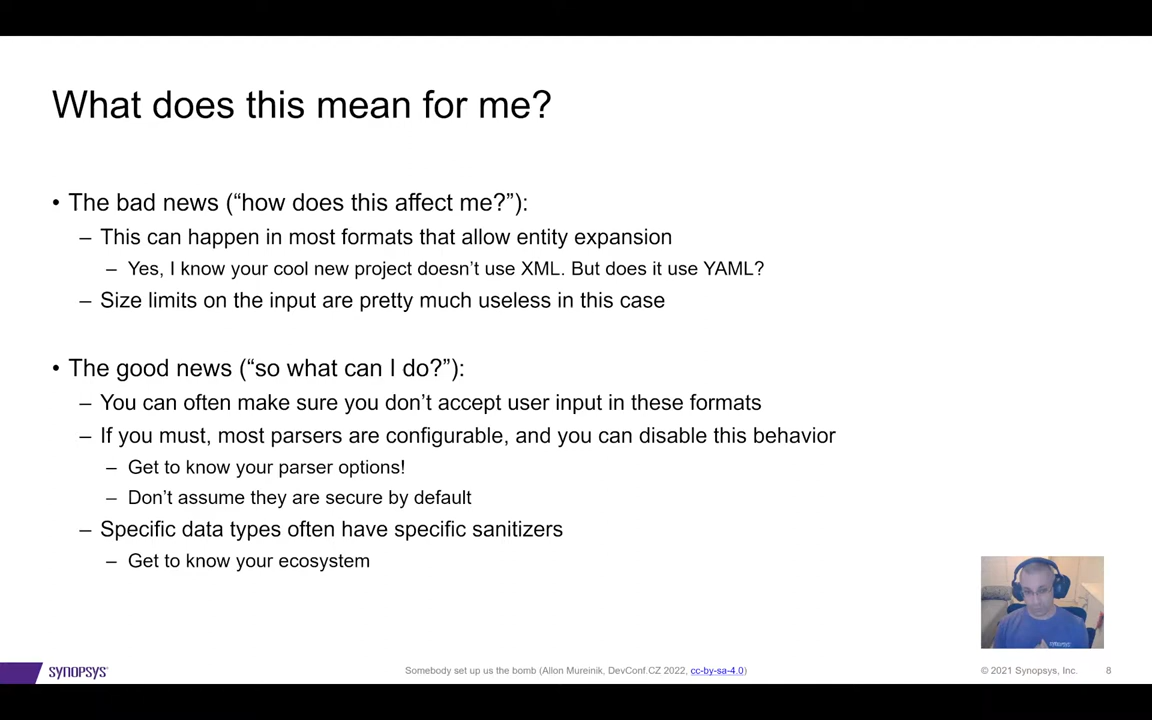 What does this mean for me?
• The bad news (“how does this affect me?”):
– This can happen in most formats that allow entity expansion
– Yes, I know your cool new project doesn’t use XML. But does it use YAML?
– Size limits on the input are pretty much useless in this case
• The good news (“so what can I do?”):
– You can often make sure you don’t accept user input in these formats
– If you must, most parsers are configurable, and you can disable this behavior
– Get to know your parser options!
– Don’t assume they are secure by default
– Specific data types often have specific sanitizers
– Get to know your ecosystem
SYNOPSYS®
Somebody set up us the bomb (Allon Mureinik, DevConf.CZ 2022, cc-by-sa-4.0)
© 2021 Synopsys, Inc.
8